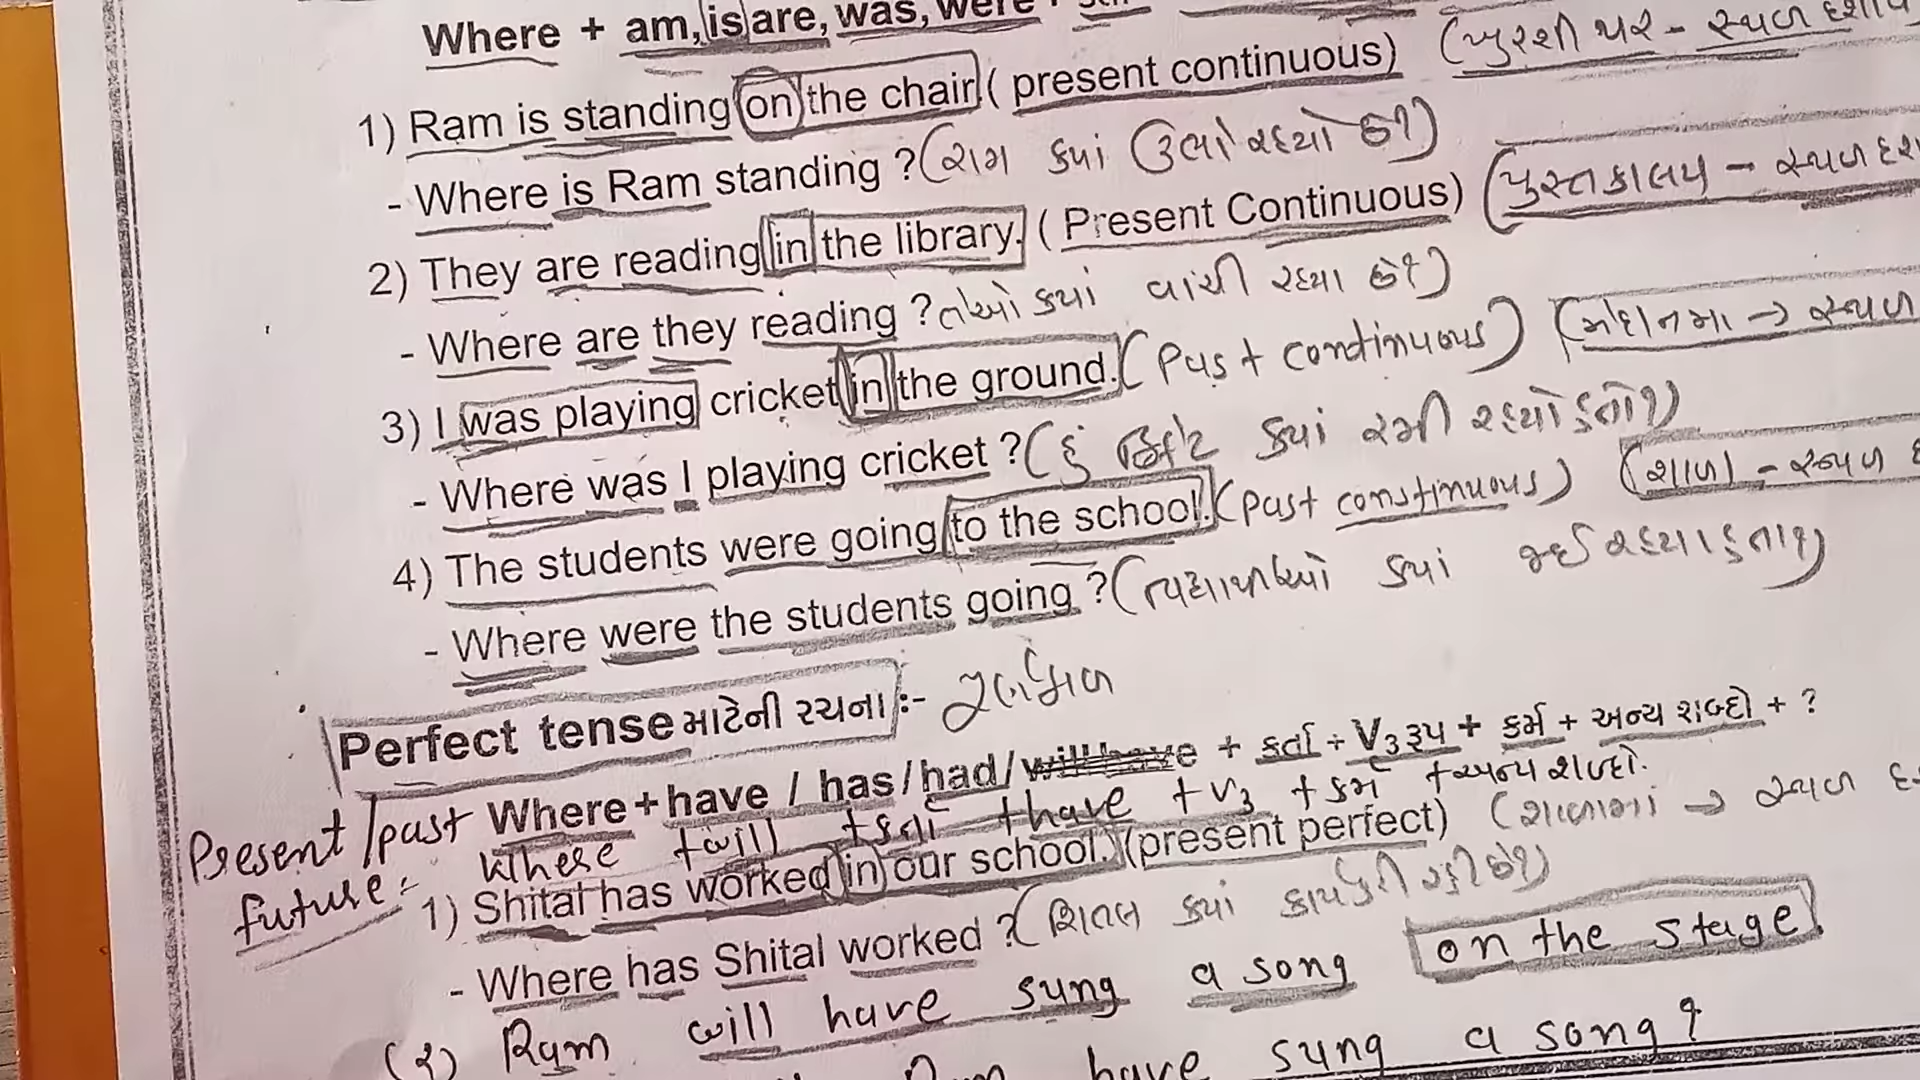 Where + am, is are, was, were
1) Ram is standing on the chair ( present continuous) (ખુરશી પર - સ્થળ દર્શાવ
- Where is Ram standing ? (રામ ક્યાં ઉભો રહ્યો છે?)
2) They are reading in the library. ( Present Continuous) (પુસ્તકાલય - સ્થળ દર્શ
- Where are they reading ? તેઓ ક્યાં વાંચી રહ્યા છે?)
3) I was playing cricket in the ground. (Past continuous) (મેદાનમા → સ્થળ
- Where was I playing cricket ? (હું ક્રિકેટ ક્યાં રમી રહ્યો હતો?)
4) The students were going to the school. (past constinuous) (શાળા - સ્થળ
- Where were the students going ? ( ક્યાં જઈ રહ્યા હતા?)
Perfect tense માટેની રચના :- પૂર્ણકાળ
Present / past Where + have / has / had / will have + કર્તા + V3 રૂપ + કર્મ + અન્ય શબ્દો + ?
future :- Where + will + કર્તા + have + V3 + કર્મ + અન્ય શબ્દો.
1) Shital has worked in our school. (present perfect) (શાળામાં → સ્થળ
- Where has Shital worked ? (શિતલ ક્યાં કાર્ય કરી રહી છે?)
(૨) Ram will have sung a song on the stage.
Ram have sung a song?